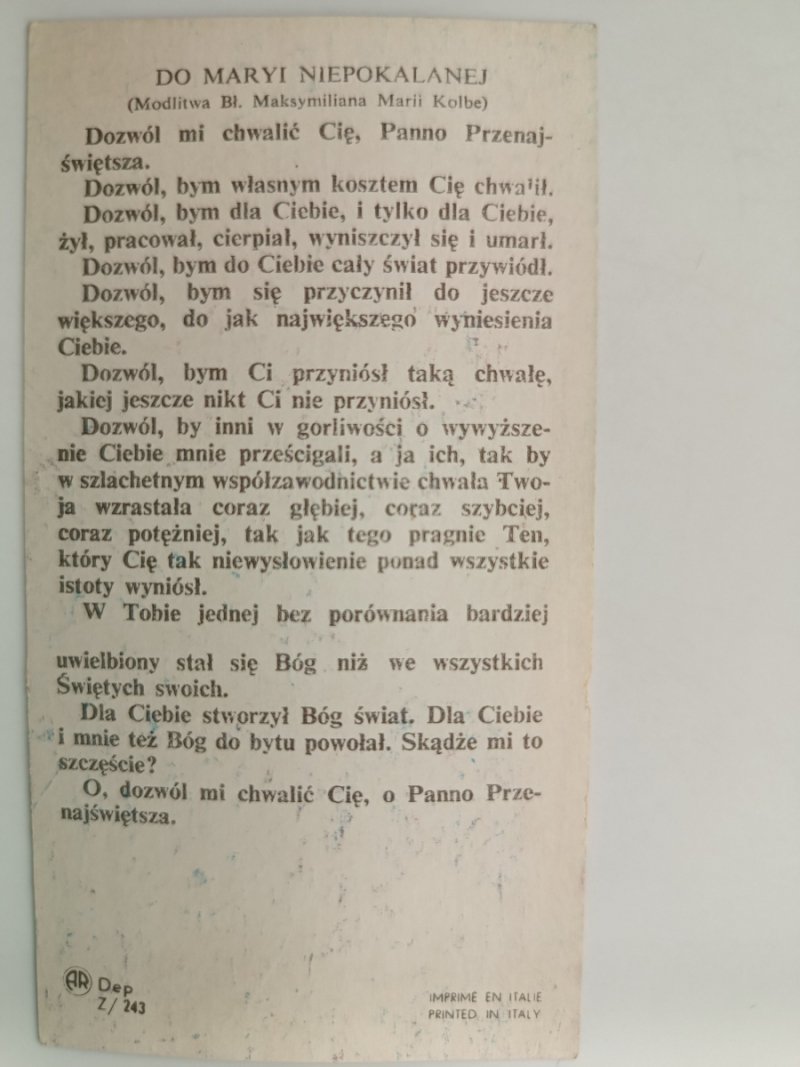 DO MARYI NIEPOKALANEJ
(Modlitwa Bł. Maksymiliana Marii Kolbe)
Dozwól mi chwalić Cię, Panno Przenaj-
świętsza.
Dozwól, bym własnym kosztem Cię chwalił.
Dozwól, bym dla Ciebie, i tylko dla Ciebie,
żył, pracował, cierpiał, wyniszczył się i umarł.
Dozwól, bym do Ciebie cały świat przywiódł.
Dozwól, bym się przyczynił do jeszcze
większego, do jak największego wyniesienia
Ciebie.
Dozwól, bym Ci przyniósł taką chwałę,
jakiej jeszcze nikt Ci nie przyniósł.
Dozwól, by inni w gorliwości o wywyższe-
nie Ciebie mnie prześcigali, a ja ich, tak by
w szlachetnym współzawodnictwie chwała Two-
ja wzrastała coraz głębiej, coraz szybciej,
coraz potężniej, tak jak tego pragnie Ten,
który Cię tak niewysłowienie ponad wszystkie
istoty wyniósł.
W Tobie jednej bez porównania bardziej
uwielbiony stał się Bóg niż we wszystkich
Świętych swoich.
Dla Ciebie stworzył Bóg świat. Dla Ciebie
i mnie też Bóg do bytu powołał. Skądże mi to
szczęście?
O, dozwól mi chwalić Cię, o Panno Prze-
najświętsza.
AR Dep
Z/243
IMPRIMÉ EN ITALIE
PRINTED IN ITALY